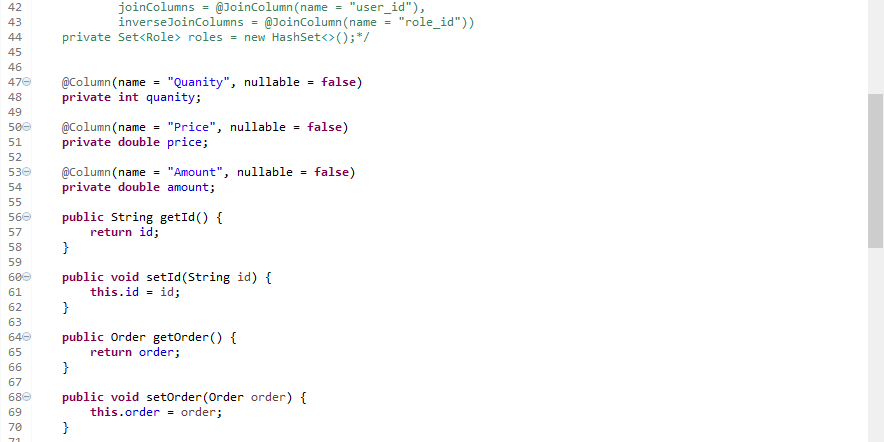 42 joinColumns = @JoinColumn(name = "user_id"),
43 inverseJoinColumns = @JoinColumn(name = "role_id"))
44 private Set<Role> roles = new HashSet<>();*/
45
46
47 @Column(name = "Quanity", nullable = false)
48 private int quanity;
49
50 @Column(name = "Price", nullable = false)
51 private double price;
52
53 @Column(name = "Amount", nullable = false)
54 private double amount;
55
56 public String getId() {
57 return id;
58 }
59
60 public void setId(String id) {
61 this.id = id;
62 }
63
64 public Order getOrder() {
65 return order;
66 }
67
68 public void setOrder(Order order) {
69 this.order = order;
70 }
71